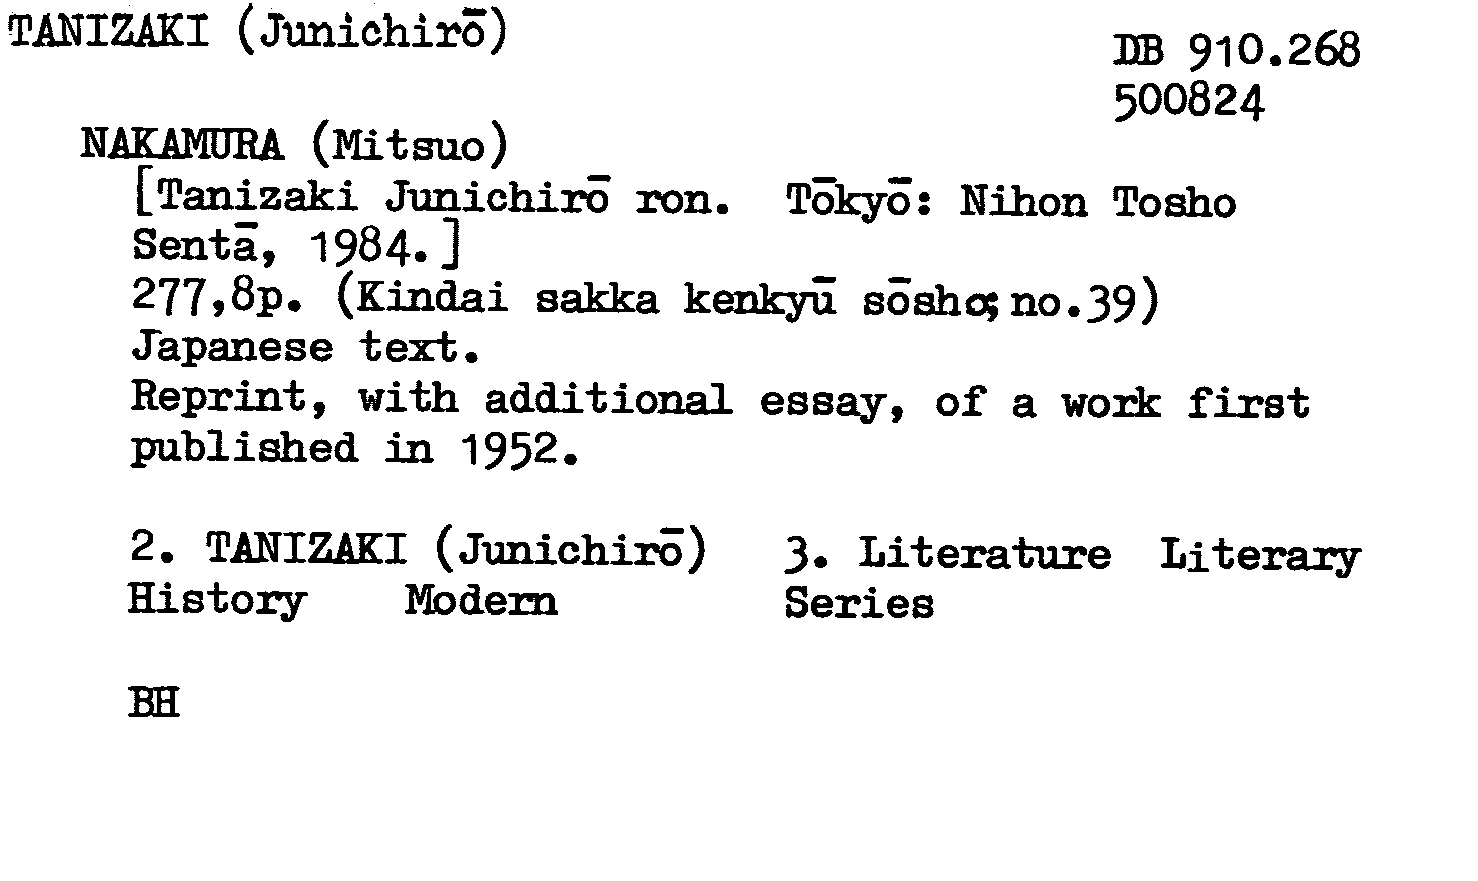 TANIZAKI (Junichirō)
DB 910.268
500824
NAKAMURA (Mitsuo)
[Tanizaki Junichirō ron. Tōkyō: Nihon Tosho
Sentā, 1984.]
277,8p. (Kindai sakka kenkyū sōsho; no.39)
Japanese text.
Reprint, with additional essay, of a work first
published in 1952.
2. TANIZAKI (Junichirō) 3. Literature Literary
History Modern Series
BH